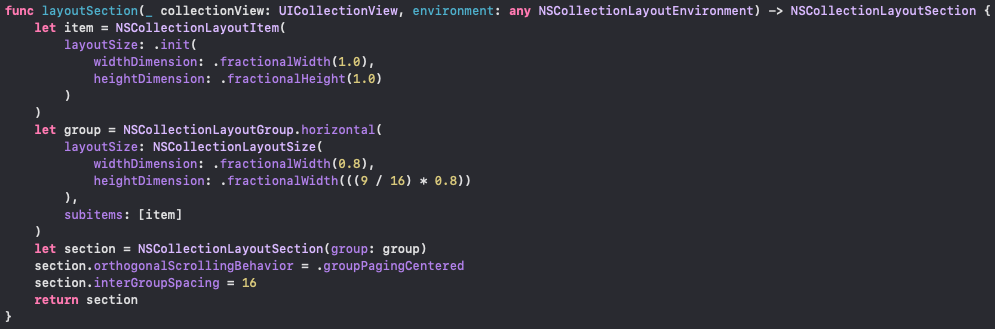 func layoutSection(_ collectionView: UICollectionView, environment: any NSCollectionLayoutEnvironment) -> NSCollectionLayoutSection {
    let item = NSCollectionLayoutItem(
        layoutSize: .init(
            widthDimension: .fractionalWidth(1.0),
            heightDimension: .fractionalHeight(1.0)
        )
    )
    let group = NSCollectionLayoutGroup.horizontal(
        layoutSize: NSCollectionLayoutSize(
            widthDimension: .fractionalWidth(0.8),
            heightDimension: .fractionalWidth(((9 / 16) * 0.8))
        ),
        subitems: [item]
    )
    let section = NSCollectionLayoutSection(group: group)
    section.orthogonalScrollingBehavior = .groupPagingCentered
    section.interGroupSpacing = 16
    return section
}